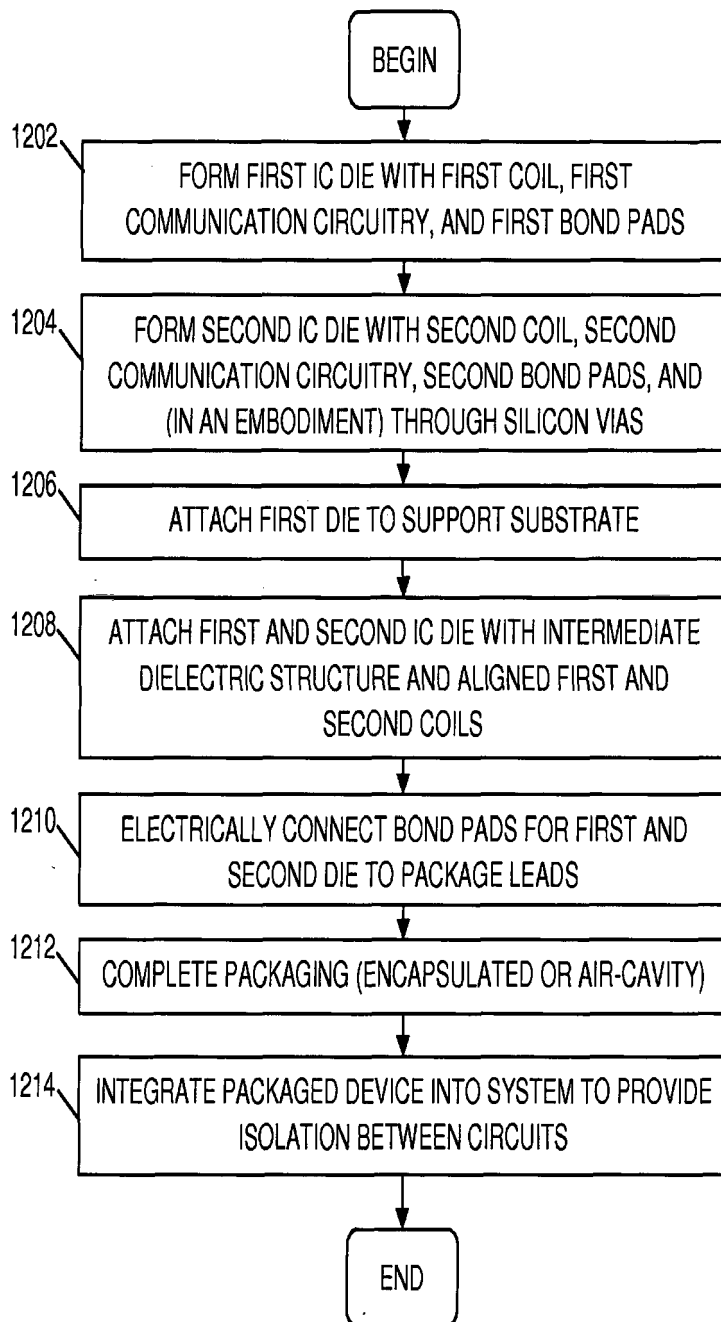 BEGIN
1202
FORM FIRST IC DIE WITH FIRST COIL, FIRST
COMMUNICATION CIRCUITRY, AND FIRST BOND PADS
1204
FORM SECOND IC DIE WITH SECOND COIL, SECOND
COMMUNICATION CIRCUITRY, SECOND BOND PADS, AND
(IN AN EMBODIMENT) THROUGH SILICON VIAS
1206
ATTACH FIRST DIE TO SUPPORT SUBSTRATE
1208
ATTACH FIRST AND SECOND IC DIE WITH INTERMEDIATE
DIELECTRIC STRUCTURE AND ALIGNED FIRST AND
SECOND COILS
1210
ELECTRICALLY CONNECT BOND PADS FOR FIRST AND
SECOND DIE TO PACKAGE LEADS
1212
COMPLETE PACKAGING (ENCAPSULATED OR AIR-CAVITY)
1214
INTEGRATE PACKAGED DEVICE INTO SYSTEM TO PROVIDE
ISOLATION BETWEEN CIRCUITS
END